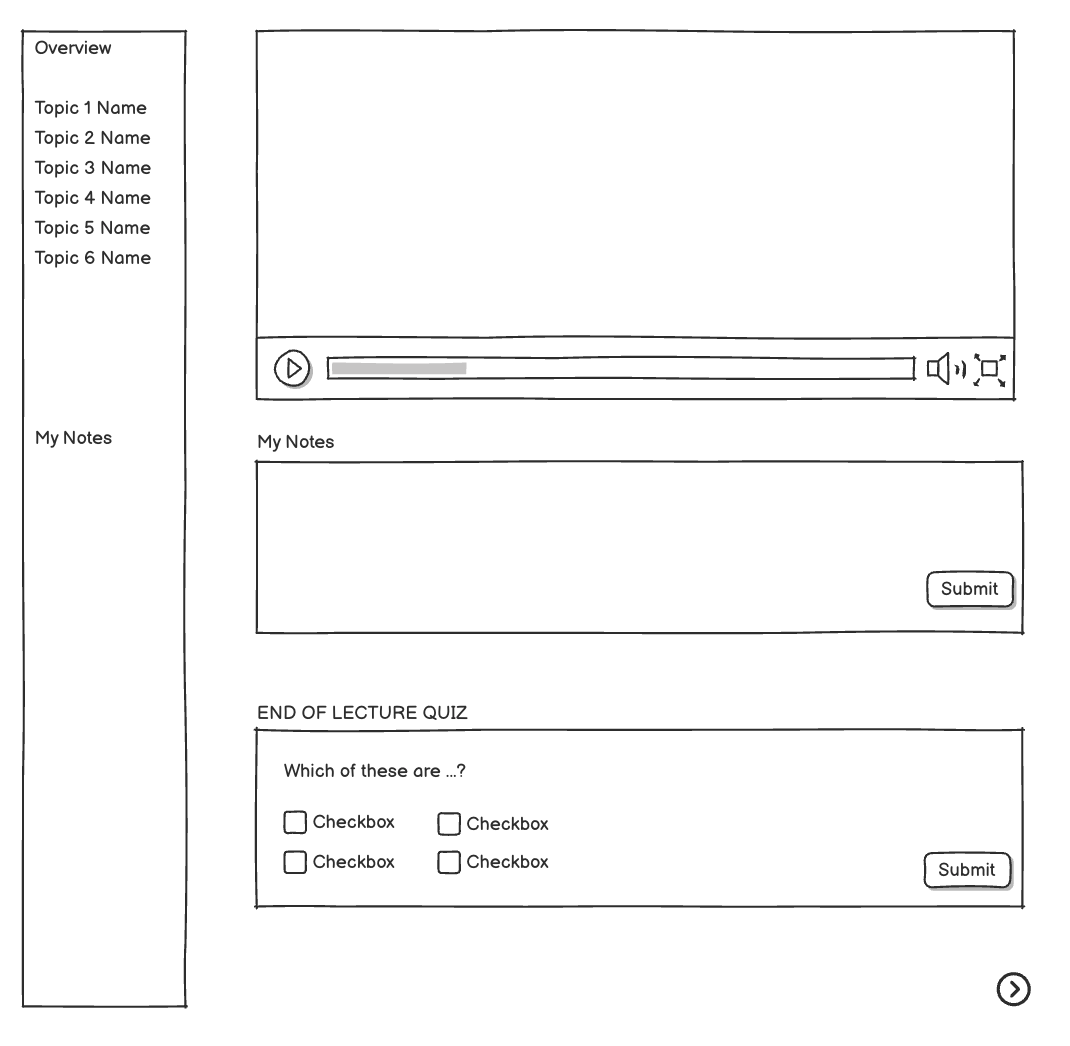 Overview
Topic 1 Name
Topic 2 Name
Topic 3 Name
Topic 4 Name
Topic 5 Name
Topic 6 Name
My Notes
My Notes
Submit
END OF LECTURE QUIZ
Which of these are ...?
Checkbox Checkbox
Checkbox Checkbox
Submit